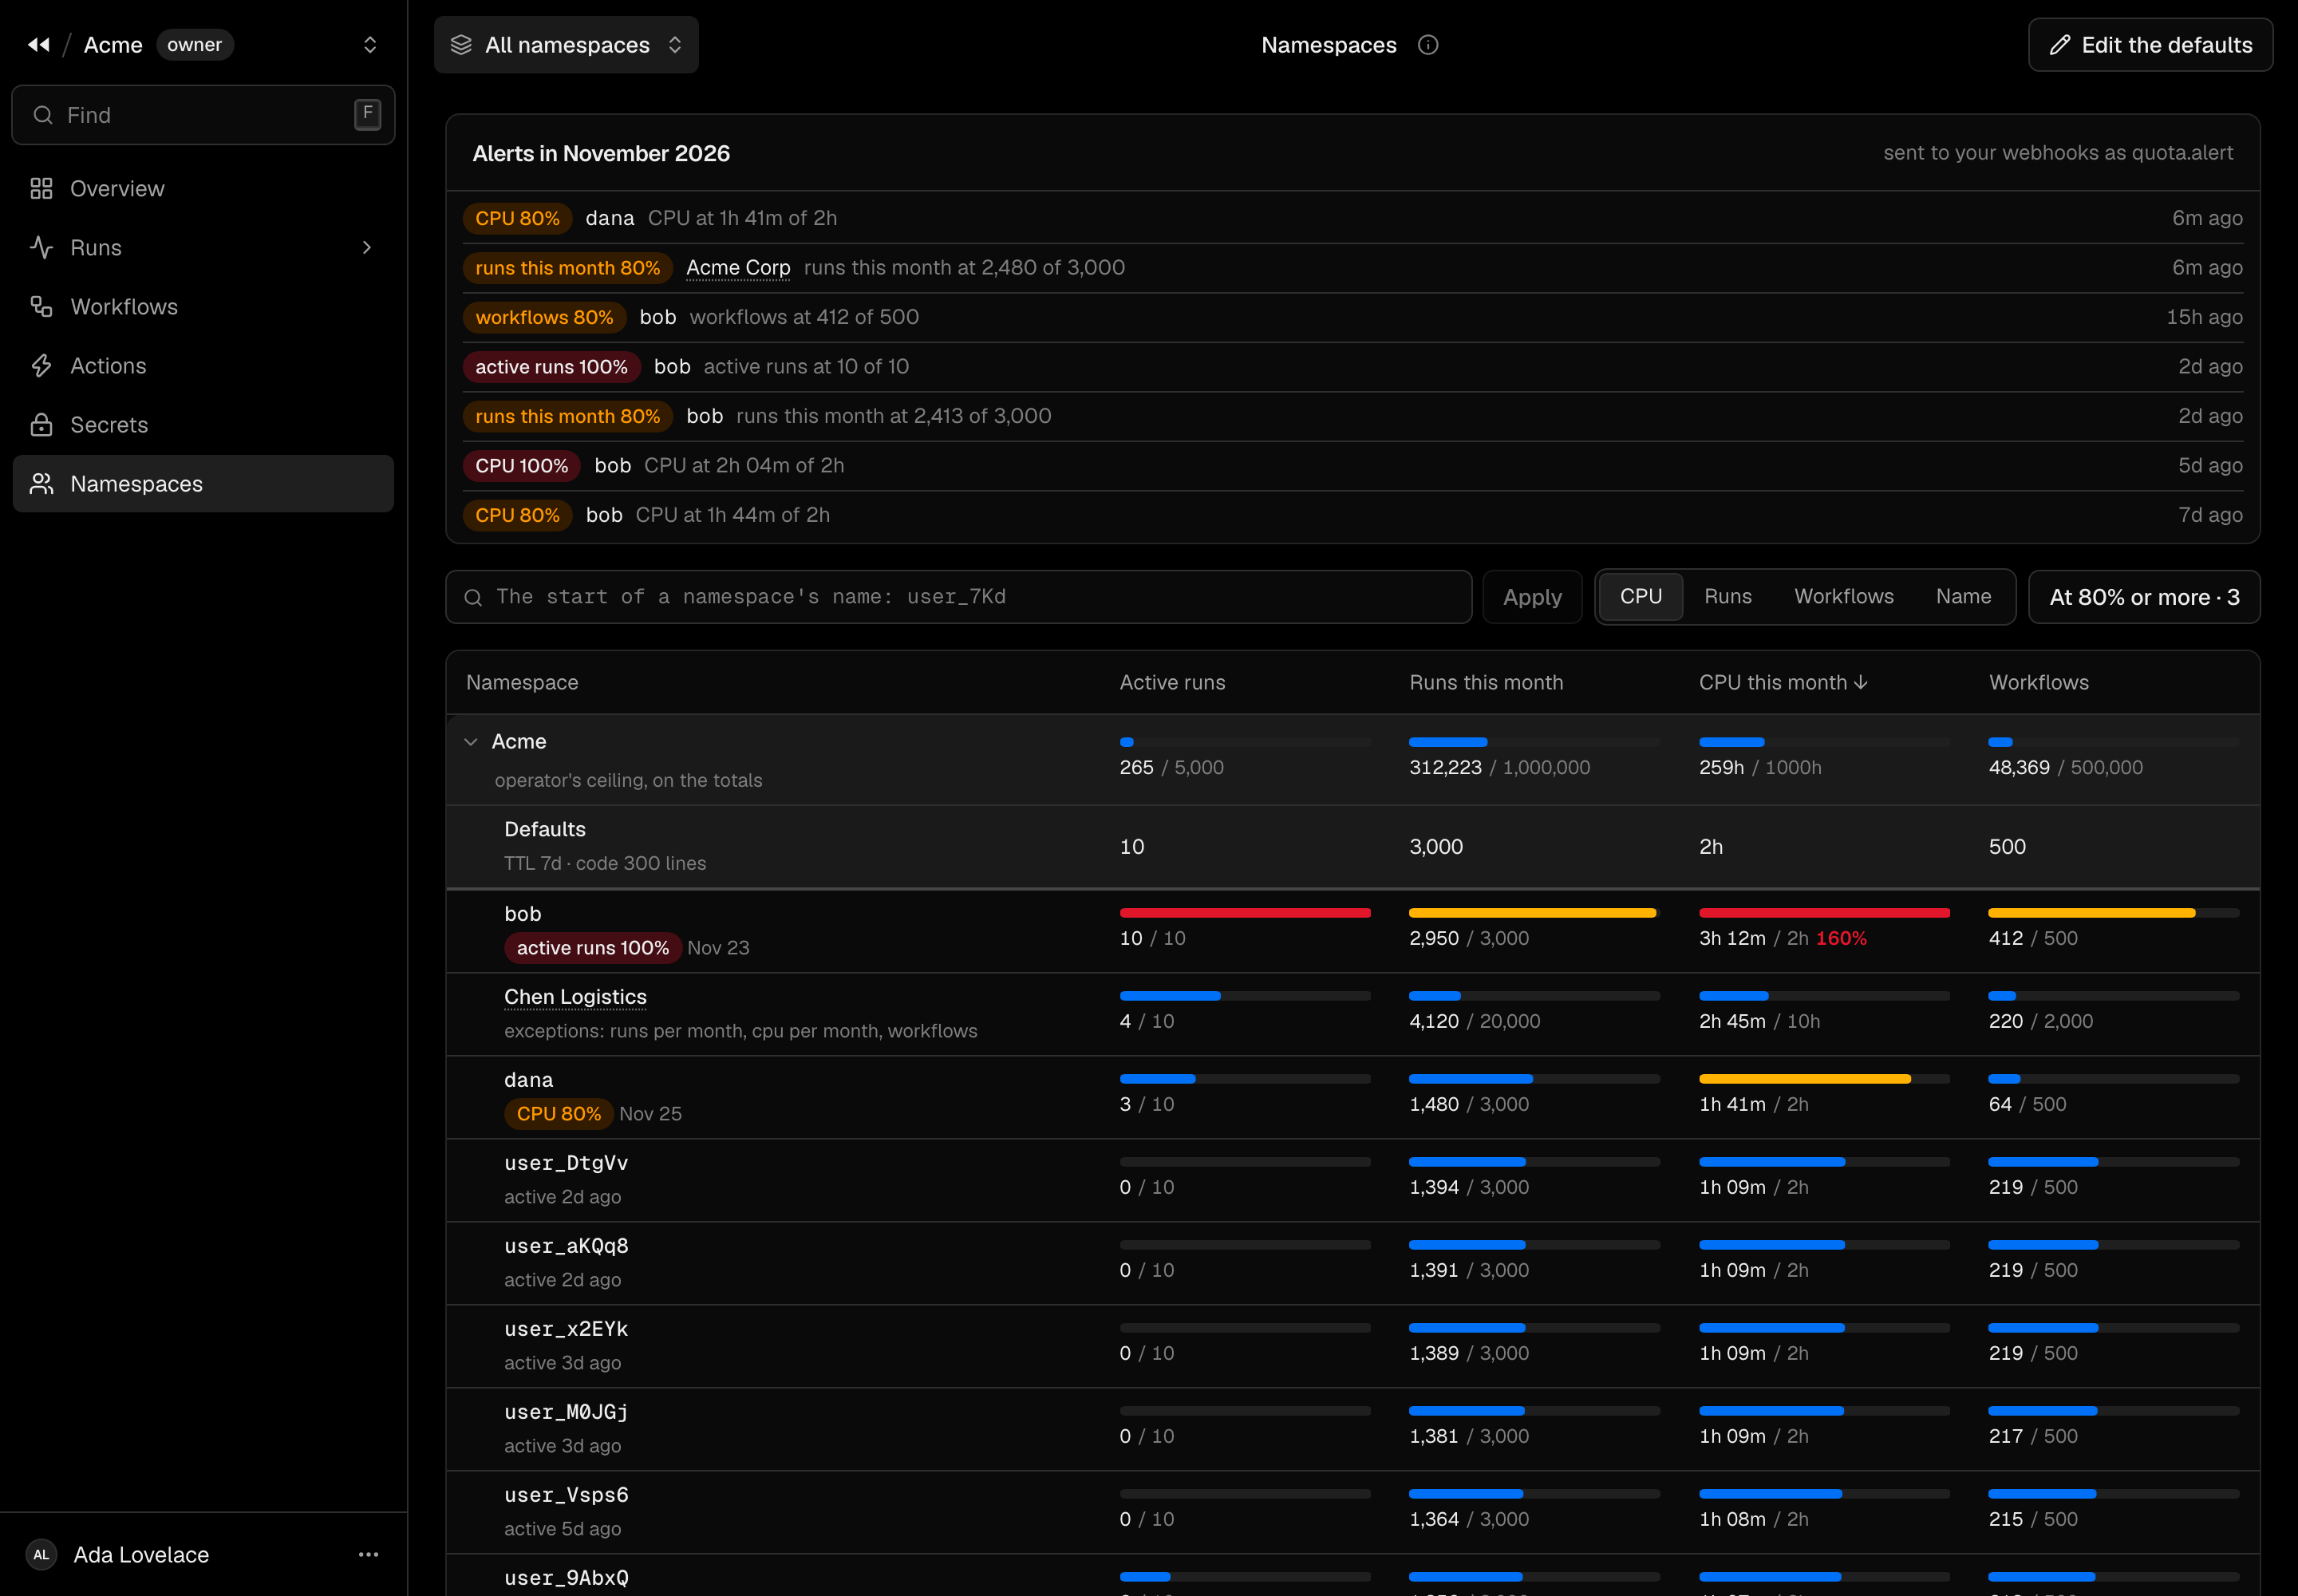 Acme owner
Find F
Overview
Runs
Workflows
Actions
Secrets
Namespaces
AL Ada Lovelace
All namespaces
Namespaces
Edit the defaults
Alerts in November 2026 sent to your webhooks as quota.alert
CPU 80% dana CPU at 1h 41m of 2h 6m ago
runs this month 80% Acme Corp runs this month at 2,480 of 3,000 6m ago
workflows 80% bob workflows at 412 of 500 15h ago
active runs 100% bob active runs at 10 of 10 2d ago
runs this month 80% bob runs this month at 2,413 of 3,000 2d ago
CPU 100% bob CPU at 2h 04m of 2h 5d ago
CPU 80% bob CPU at 1h 44m of 2h 7d ago
The start of a namespace's name: user_7Kd Apply CPU Runs Workflows Name At 80% or more · 3
Namespace Active runs Runs this month CPU this month Workflows
Acme
operator's ceiling, on the totals
265 / 5,000 312,223 / 1,000,000 259h / 1000h 48,369 / 500,000
Defaults
TTL 7d · code 300 lines
10 3,000 2h 500
bob
active runs 100% Nov 23
10 / 10 2,950 / 3,000 3h 12m / 2h 160% 412 / 500
Chen Logistics
exceptions: runs per month, cpu per month, workflows
4 / 10 4,120 / 20,000 2h 45m / 10h 220 / 2,000
dana
CPU 80% Nov 25
3 / 10 1,480 / 3,000 1h 41m / 2h 64 / 500
user_DtgVv
active 2d ago
0 / 10 1,394 / 3,000 1h 09m / 2h 219 / 500
user_aKQq8
active 2d ago
0 / 10 1,391 / 3,000 1h 09m / 2h 219 / 500
user_x2EYk
active 3d ago
0 / 10 1,389 / 3,000 1h 09m / 2h 219 / 500
user_M0JGj
active 3d ago
0 / 10 1,381 / 3,000 1h 09m / 2h 217 / 500
user_Vsps6
active 5d ago
0 / 10 1,364 / 3,000 1h 08m / 2h 215 / 500
user_9AbxQ